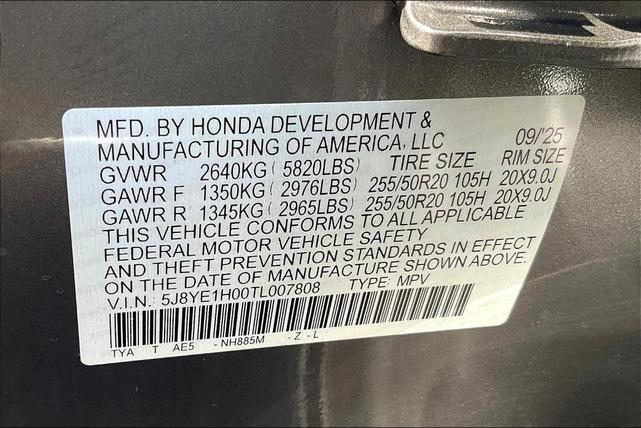 MFD. BY HONDA DEVELOPMENT &
MANUFACTURING OF AMERICA, LLC 09/'25
GVWR 2640KG ( 5820LBS) TIRE SIZE RIM SIZE
GAWR F 1350KG ( 2976LBS) 255/50R20 105H 20X9.0J
GAWR R 1345KG ( 2965LBS) 255/50R20 105H 20X9.0J
THIS VEHICLE CONFORMS TO ALL APPLICABLE
FEDERAL MOTOR VEHICLE SAFETY
AND THEFT PREVENTION STANDARDS IN EFFECT
ON THE DATE OF MANUFACTURE SHOWN ABOVE.
V.I.N.: 5J8YE1H00TL007808 TYPE: MPV
TYA T AE5 -NH885M -Z-L